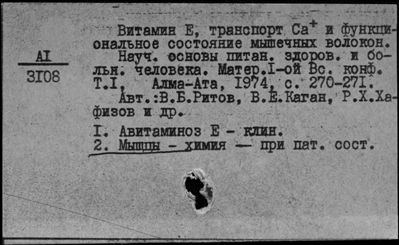 Витамин Е, транспорт Са+ и функци-
ональное состояние мышечных волокон.
АI
3I08
Науч. основы питан. здоров. и бо-
льн. человека. Матер.I-ой Вс. конф.
Т.I, Алма-Ата, I974, с. 270-271.
Авт.:В.Б.Ритов, В.Е.Каган, Р.Х.Ха-
физов и др.
I. Авитаминоз Е - клин.
2. Мышцы - химия — при пат. сост.